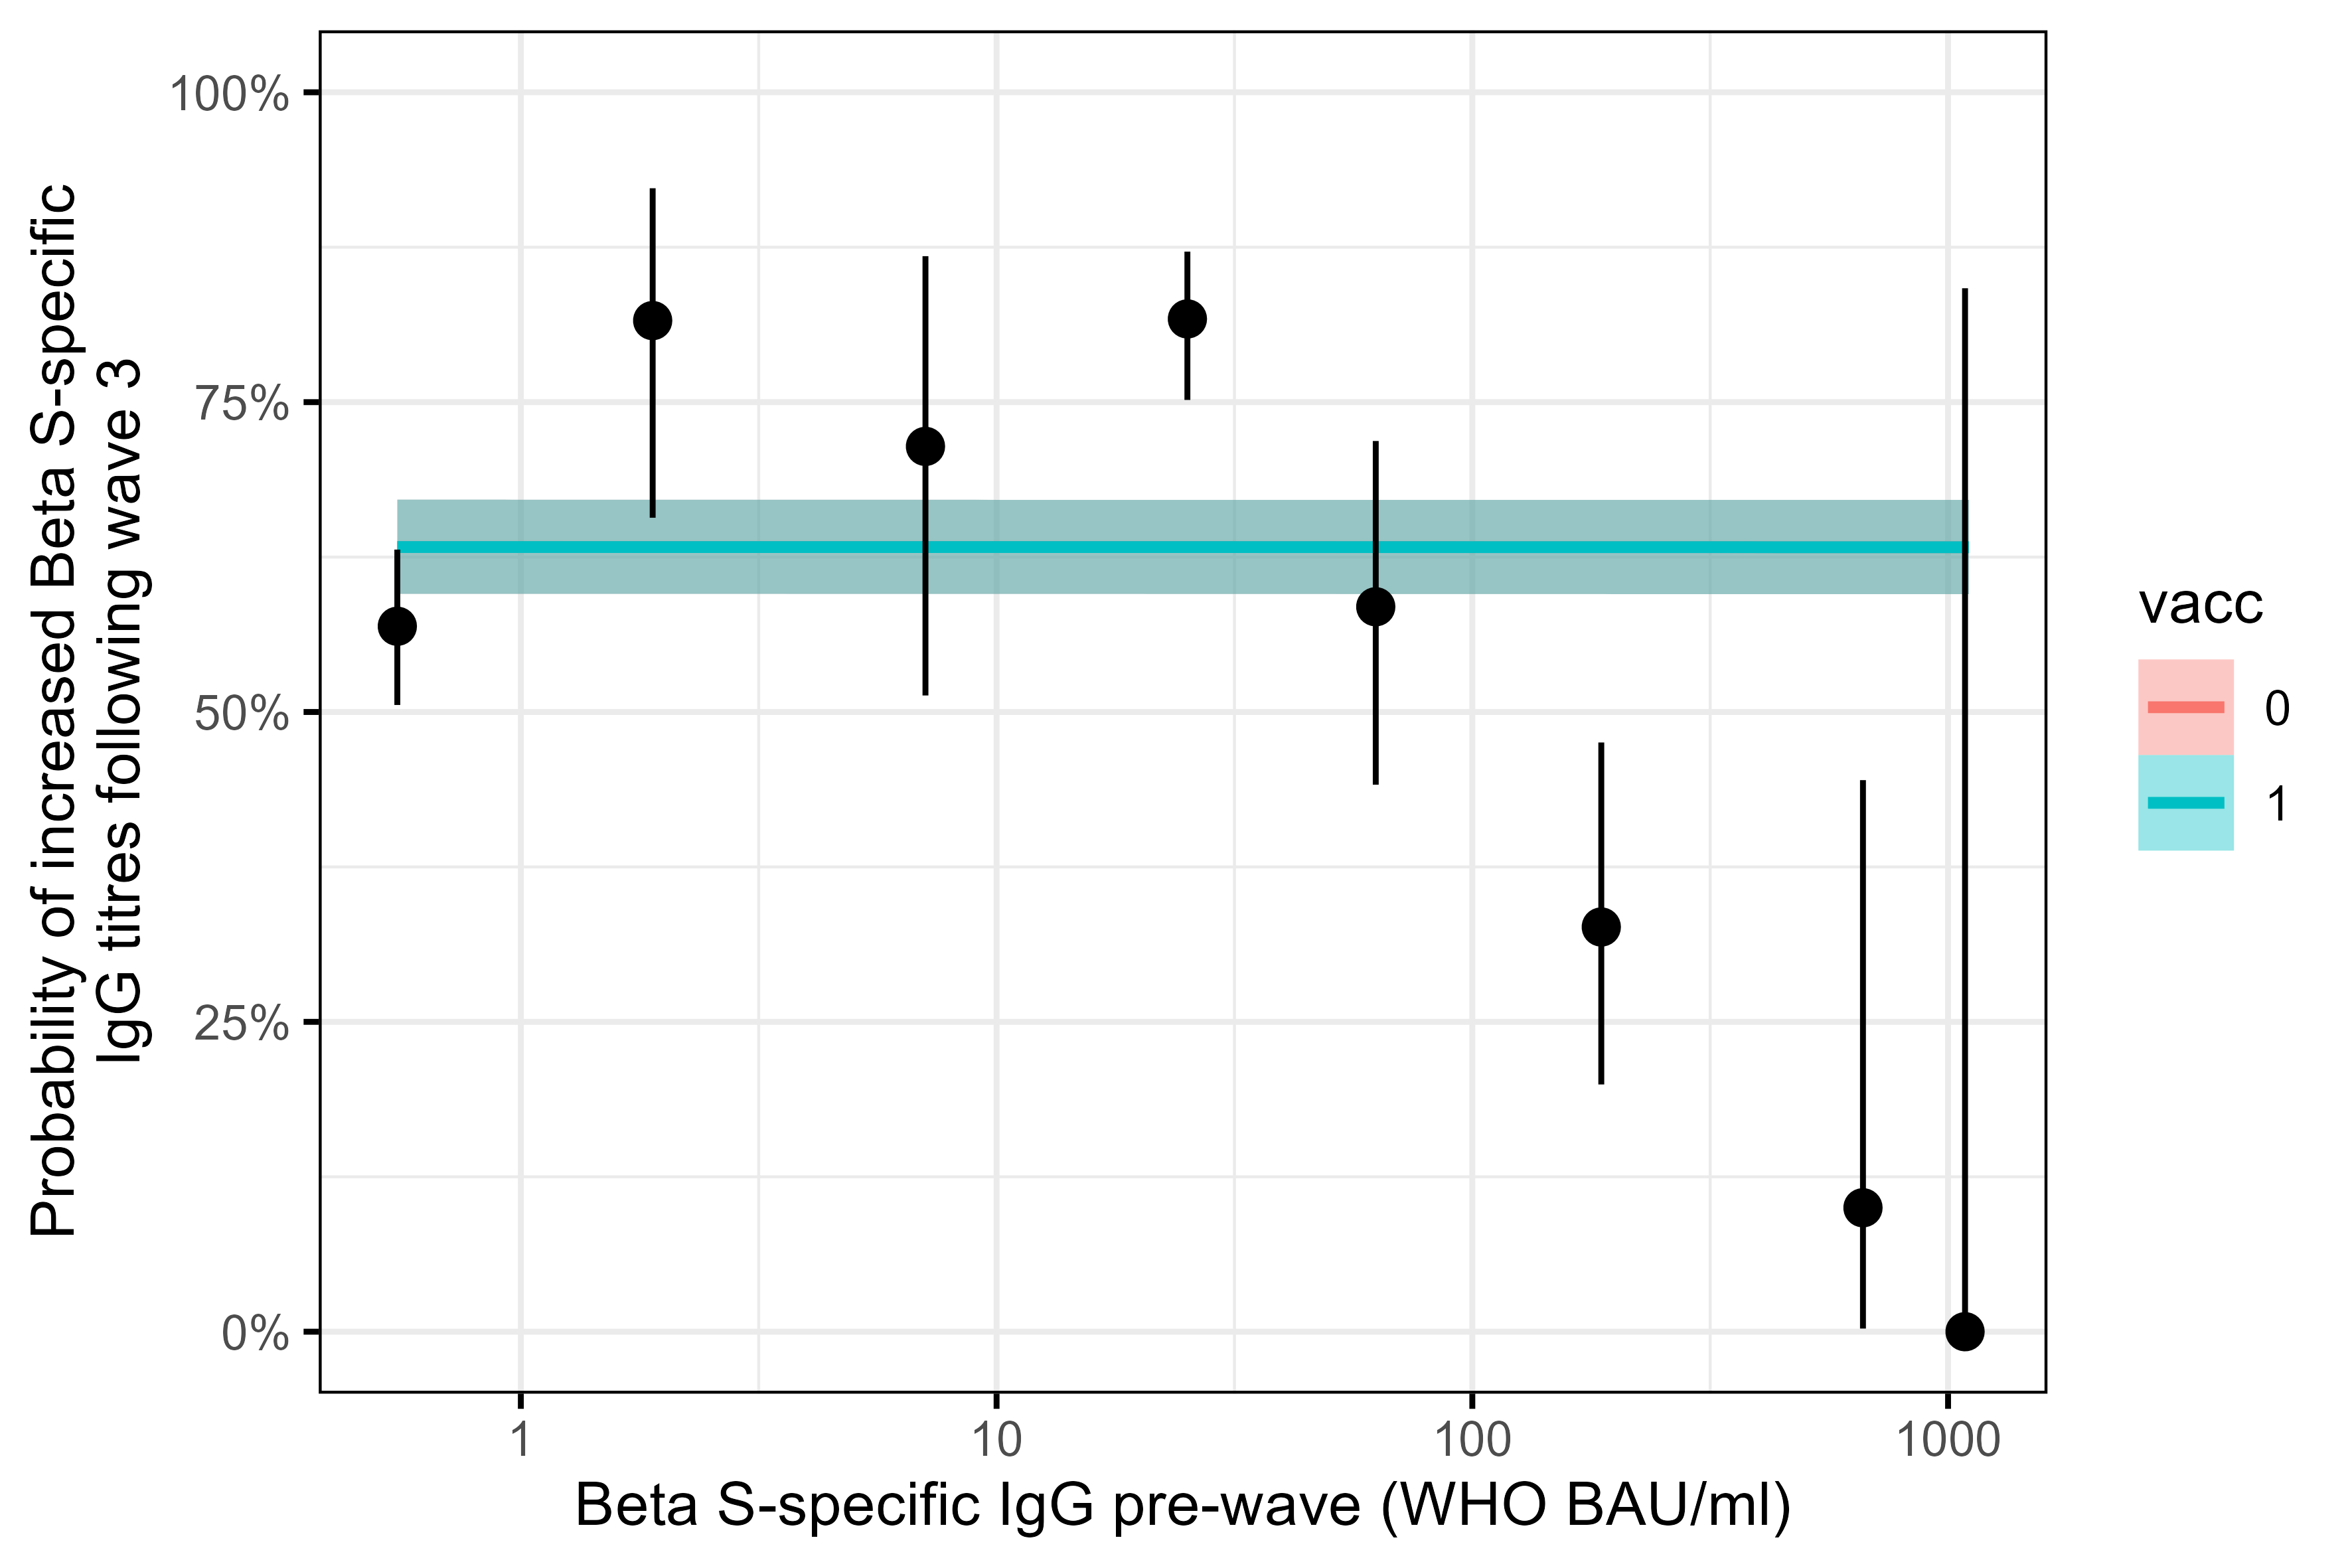 Probability of increased Beta S-specific
IgG titres following wave 3
100%
75%
50%
25%
0%
1
10
100
1000
Beta S-specific IgG pre-wave (WHO BAU/ml)
vacc
0
1